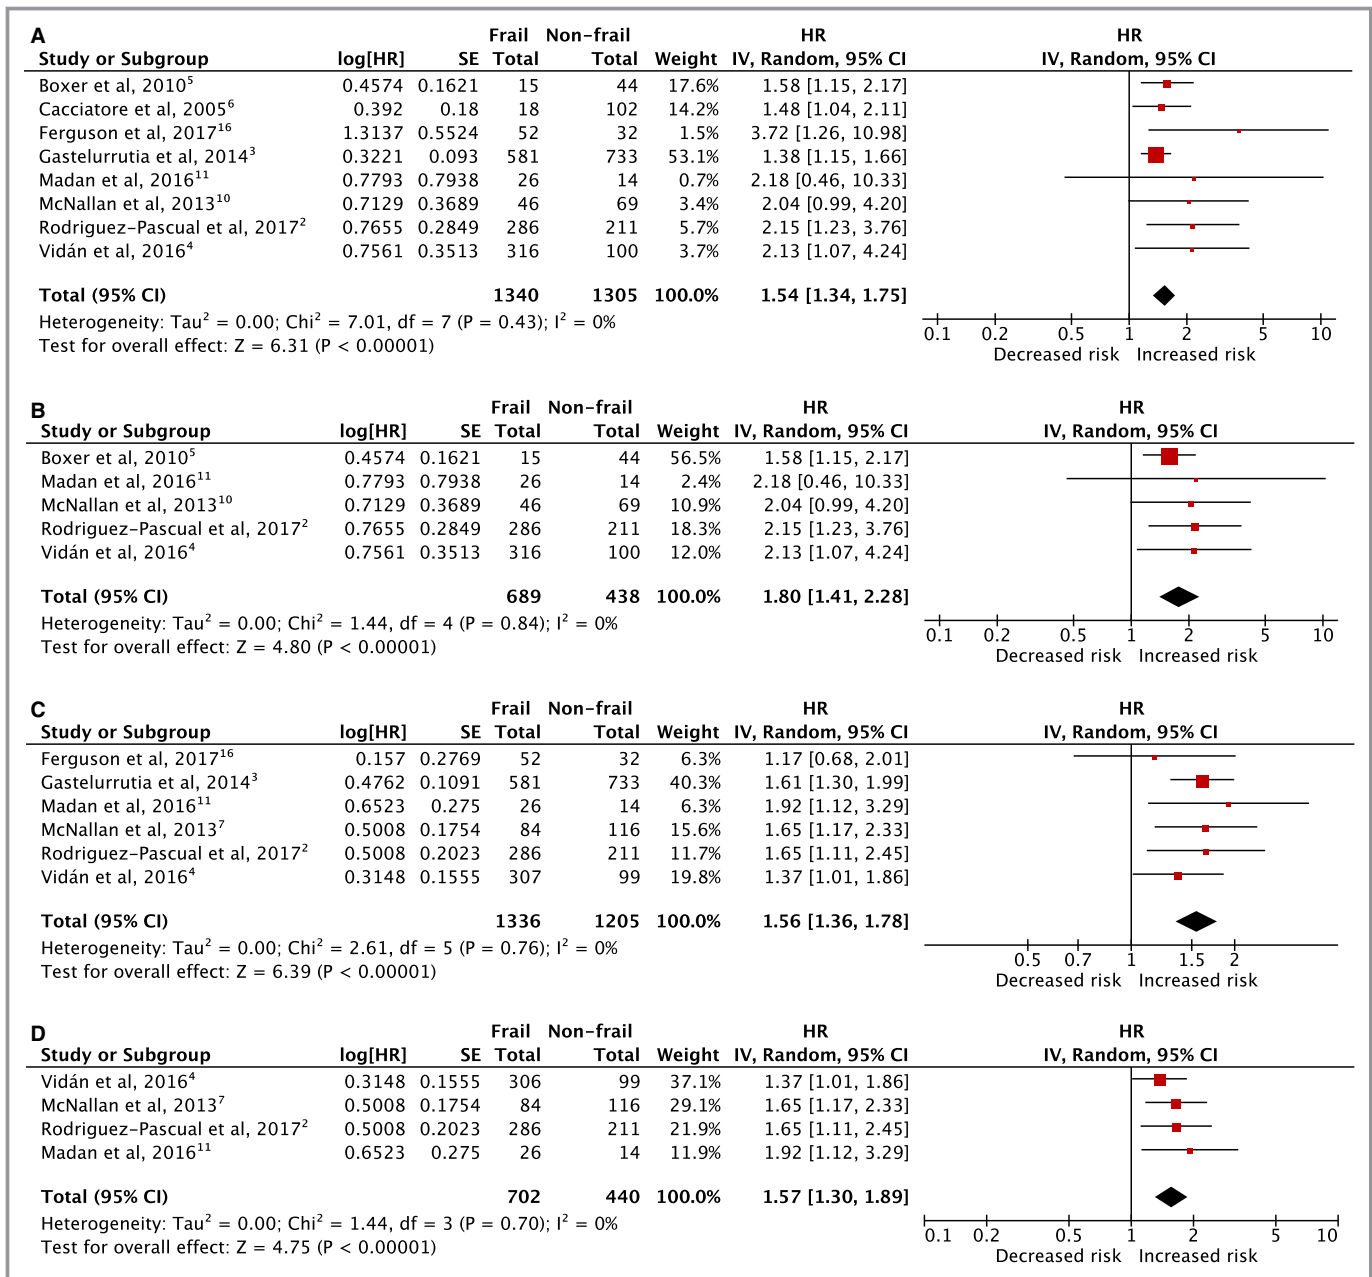 A Frail Non-frail HR HR
Study or Subgroup log[HR] SE Total Total Weight IV, Random, 95% CI IV, Random, 95% CI
Boxer et al, 2010⁵ 0.4574 0.1621 15 44 17.6% 1.58 [1.15, 2.17]
Cacciatore et al, 2005⁶ 0.392 0.18 18 102 14.2% 1.48 [1.04, 2.11]
Ferguson et al, 2017¹⁶ 1.3137 0.5524 52 32 1.5% 3.72 [1.26, 10.98]
Gastelurrutia et al, 2014³ 0.3221 0.093 581 733 53.1% 1.38 [1.15, 1.66]
Madan et al, 2016¹¹ 0.7793 0.7938 26 14 0.7% 2.18 [0.46, 10.33]
McNallan et al, 2013¹⁰ 0.7129 0.3689 46 69 3.4% 2.04 [0.99, 4.20]
Rodriguez-Pascual et al, 2017² 0.7655 0.2849 286 211 5.7% 2.15 [1.23, 3.76]
Vidán et al, 2016⁴ 0.7561 0.3513 316 100 3.7% 2.13 [1.07, 4.24]
Total (95% CI) 1340 1305 100.0% 1.54 [1.34, 1.75]
Heterogeneity: Tau² = 0.00; Chi² = 7.01, df = 7 (P = 0.43); I² = 0%
Test for overall effect: Z = 6.31 (P < 0.00001)
0.1 0.2 0.5 1 2 5 10
Decreased risk Increased risk
B Frail Non-frail HR HR
Study or Subgroup log[HR] SE Total Total Weight IV, Random, 95% CI IV, Random, 95% CI
Boxer et al, 2010⁵ 0.4574 0.1621 15 44 56.5% 1.58 [1.15, 2.17]
Madan et al, 2016¹¹ 0.7793 0.7938 26 14 2.4% 2.18 [0.46, 10.33]
McNallan et al, 2013¹⁰ 0.7129 0.3689 46 69 10.9% 2.04 [0.99, 4.20]
Rodriguez-Pascual et al, 2017² 0.7655 0.2849 286 211 18.3% 2.15 [1.23, 3.76]
Vidán et al, 2016⁴ 0.7561 0.3513 316 100 12.0% 2.13 [1.07, 4.24]
Total (95% CI) 689 438 100.0% 1.80 [1.41, 2.28]
Heterogeneity: Tau² = 0.00; Chi² = 1.44, df = 4 (P = 0.84); I² = 0%
Test for overall effect: Z = 4.80 (P < 0.00001)
0.1 0.2 0.5 1 2 5 10
Decreased risk Increased risk
C Frail Non-frail HR HR
Study or Subgroup log[HR] SE Total Total Weight IV, Random, 95% CI IV, Random, 95% CI
Ferguson et al, 2017¹⁶ 0.157 0.2769 52 32 6.3% 1.17 [0.68, 2.01]
Gastelurrutia et al, 2014³ 0.4762 0.1091 581 733 40.3% 1.61 [1.30, 1.99]
Madan et al, 2016¹¹ 0.6523 0.275 26 14 6.3% 1.92 [1.12, 3.29]
McNallan et al, 2013⁷ 0.5008 0.1754 84 116 15.6% 1.65 [1.17, 2.33]
Rodriguez-Pascual et al, 2017² 0.5008 0.2023 286 211 11.7% 1.65 [1.11, 2.45]
Vidán et al, 2016⁴ 0.3148 0.1555 307 99 19.8% 1.37 [1.01, 1.86]
Total (95% CI) 1336 1205 100.0% 1.56 [1.36, 1.78]
Heterogeneity: Tau² = 0.00; Chi² = 2.61, df = 5 (P = 0.76); I² = 0%
Test for overall effect: Z = 6.39 (P < 0.00001)
0.5 0.7 1 1.5 2
Decreased risk Increased risk
D Frail Non-frail HR HR
Study or Subgroup log[HR] SE Total Total Weight IV, Random, 95% CI IV, Random, 95% CI
Vidán et al, 2016⁴ 0.3148 0.1555 306 99 37.1% 1.37 [1.01, 1.86]
McNallan et al, 2013⁷ 0.5008 0.1754 84 116 29.1% 1.65 [1.17, 2.33]
Rodriguez-Pascual et al, 2017² 0.5008 0.2023 286 211 21.9% 1.65 [1.11, 2.45]
Madan et al, 2016¹¹ 0.6523 0.275 26 14 11.9% 1.92 [1.12, 3.29]
Total (95% CI) 702 440 100.0% 1.57 [1.30, 1.89]
Heterogeneity: Tau² = 0.00; Chi² = 1.44, df = 3 (P = 0.70); I² = 0%
Test for overall effect: Z = 4.75 (P < 0.00001)
0.1 0.2 0.5 1 2 5 10
Decreased risk Increased risk